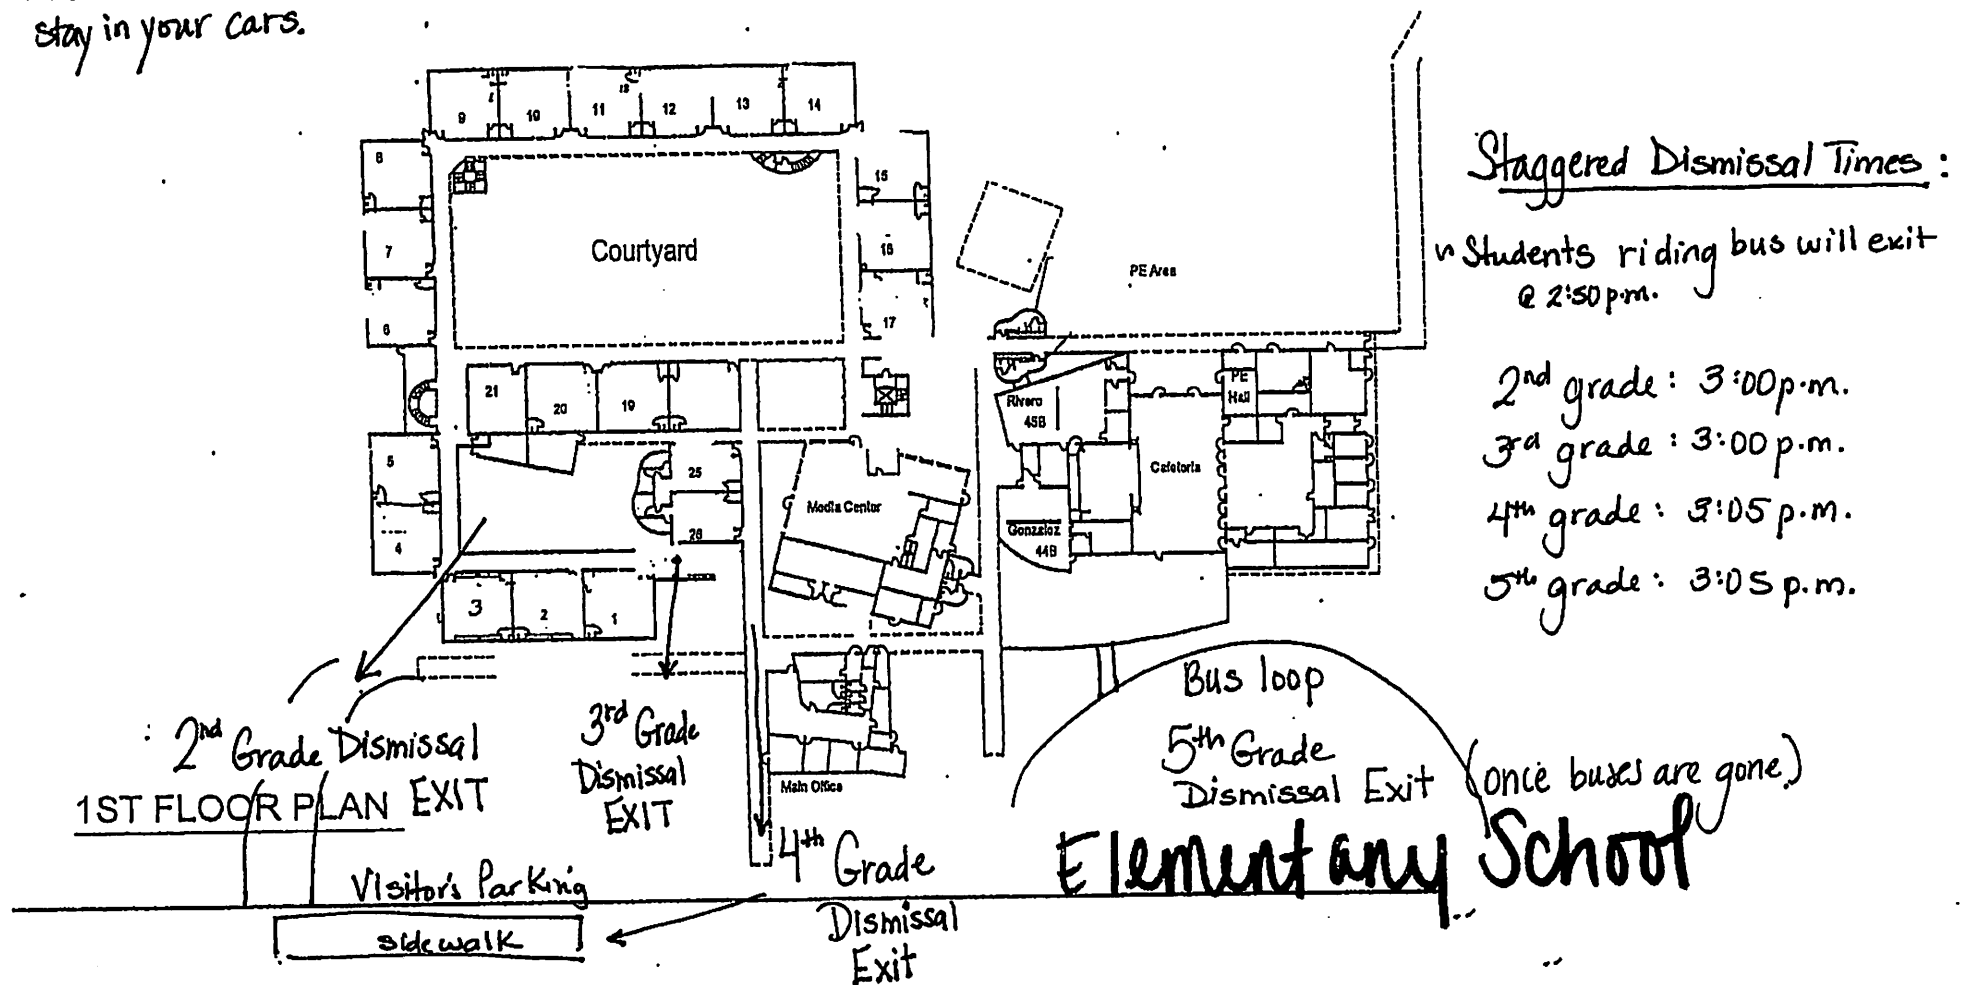 stay in your cars.
9
10
11
12
13
14
8
7
6
15
16
17
Courtyard
PE Area
Staggered Dismissal Times:
Students riding bus will exit
@ 2:50 p.m.
2nd grade: 3:00 p.m.
3rd grade: 3:00 p.m.
4th grade: 3:05 p.m.
5th grade: 3:05 p.m.
21
20
19
Rivero
45B
PE
Hall
Cafetoria
5
4
25
26
Media Center
Gonzalez
44B
3
2
1
Bus loop
2nd Grade Dismissal
EXIT
3rd Grade
Dismissal
EXIT
5th Grade
Dismissal Exit (once buses are gone.)
Main Office
1ST FLOOR PLAN
4th Grade
Dismissal
Exit
Elementary School
Visitor's Parking
sidewalk